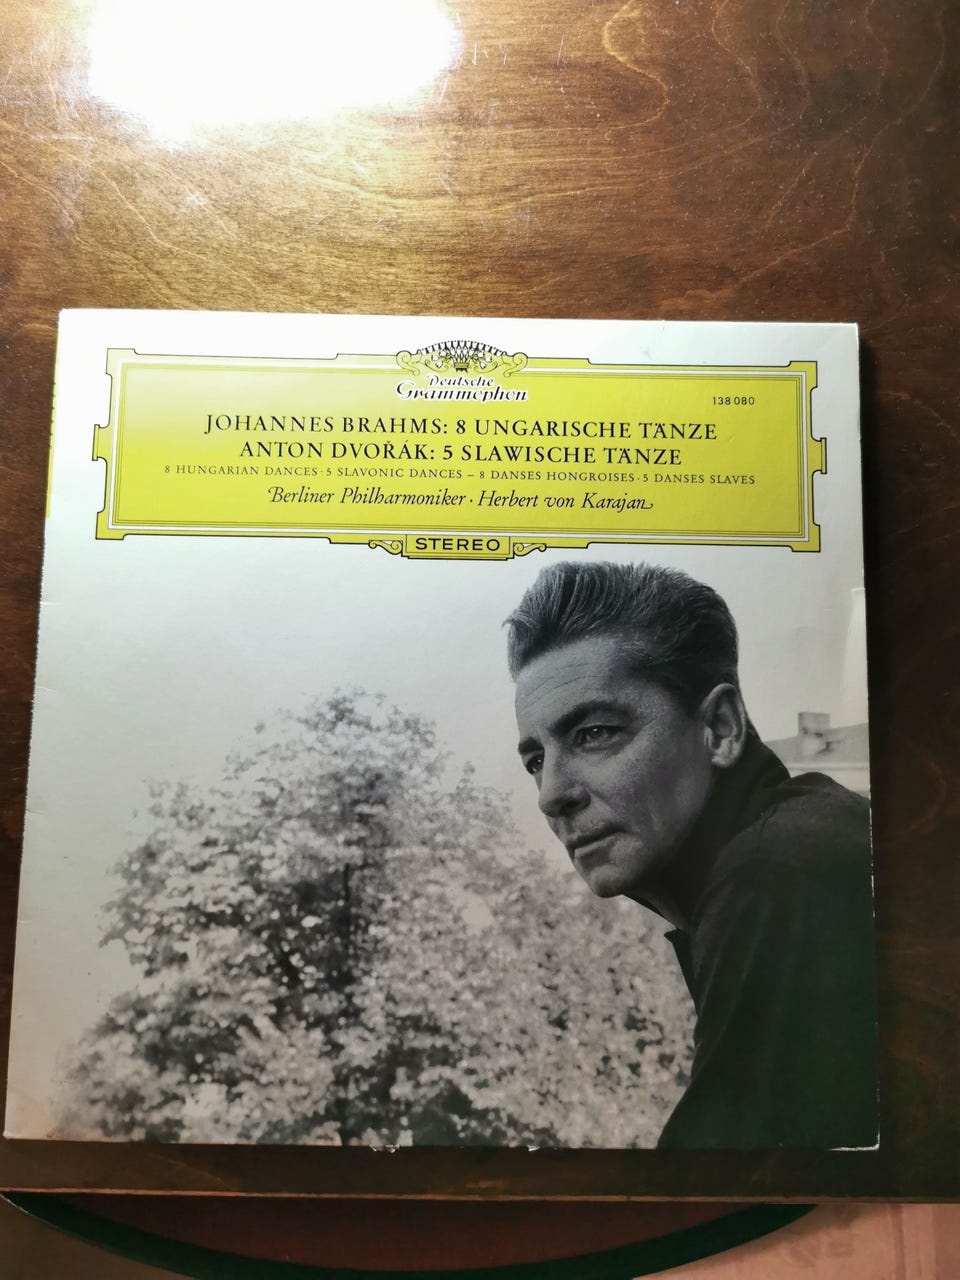 Deutsche
Grammophon
138 080
JOHANNES BRAHMS: 8 UNGARISCHE TÄNZE
ANTON DVOŘÁK: 5 SLAWISCHE TÄNZE
8 HUNGARIAN DANCES · 5 SLAVONIC DANCES – 8 DANSES HONGROISES · 5 DANSES SLAVES
Berliner Philharmoniker · Herbert von Karajan
STEREO